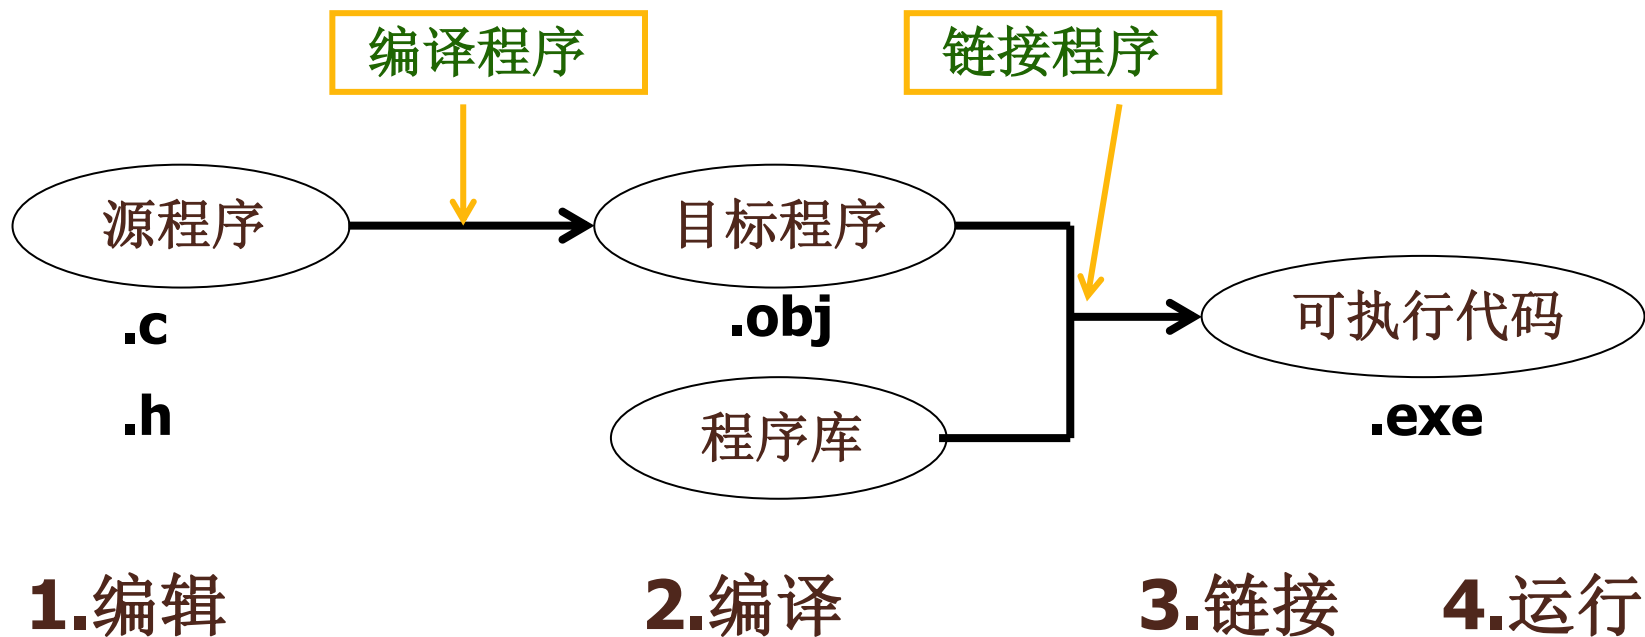 编译程序
链接程序
源程序
目标程序
.c
.obj
可执行代码
.h
程序库
.exe
1.编辑
2.编译
3.链接
4.运行